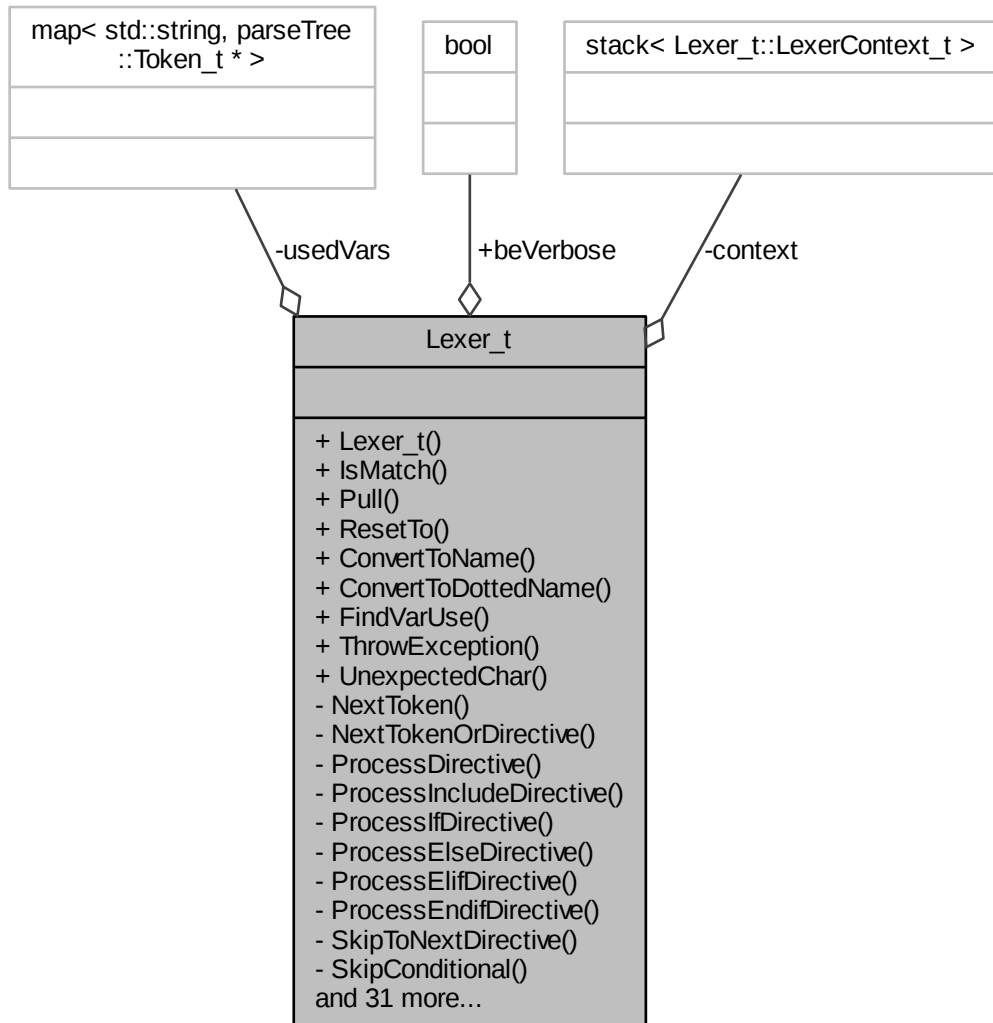 map< std::string, parseTree
::Token_t * >
bool
stack< Lexer_t::LexerContext_t >
-usedVars
+beVerbose
-context
Lexer_t
+ Lexer_t()
+ IsMatch()
+ Pull()
+ ResetTo()
+ ConvertToName()
+ ConvertToDottedName()
+ FindVarUse()
+ ThrowException()
+ UnexpectedChar()
- NextToken()
- NextTokenOrDirective()
- ProcessDirective()
- ProcessIncludeDirective()
- ProcessIfDirective()
- ProcessElseDirective()
- ProcessElifDirective()
- ProcessEndifDirective()
- SkipToNextDirective()
- SkipConditional()
and 31 more...